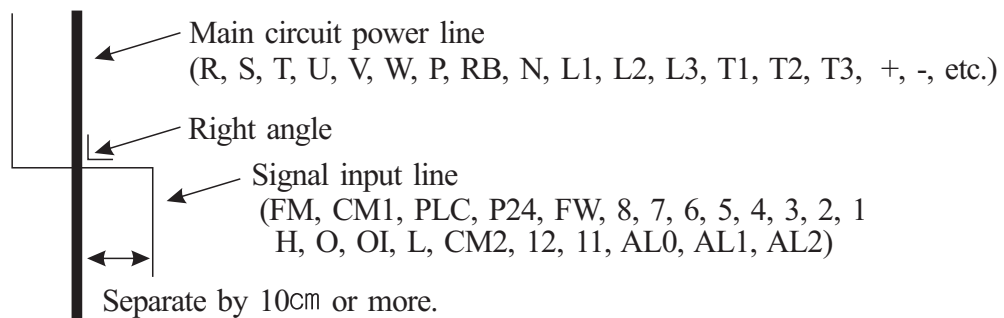 Main circuit power line
(R, S, T, U, V, W, P, RB, N, L1, L2, L3, T1, T2, T3, +, -, etc.)
Right angle
Signal input line
(FM, CM1, PLC, P24, FW, 8, 7, 6, 5, 4, 3, 2, 1
H, O, OI, L, CM2, 12, 11, AL0, AL1, AL2)
Separate by 10㎝ or more.